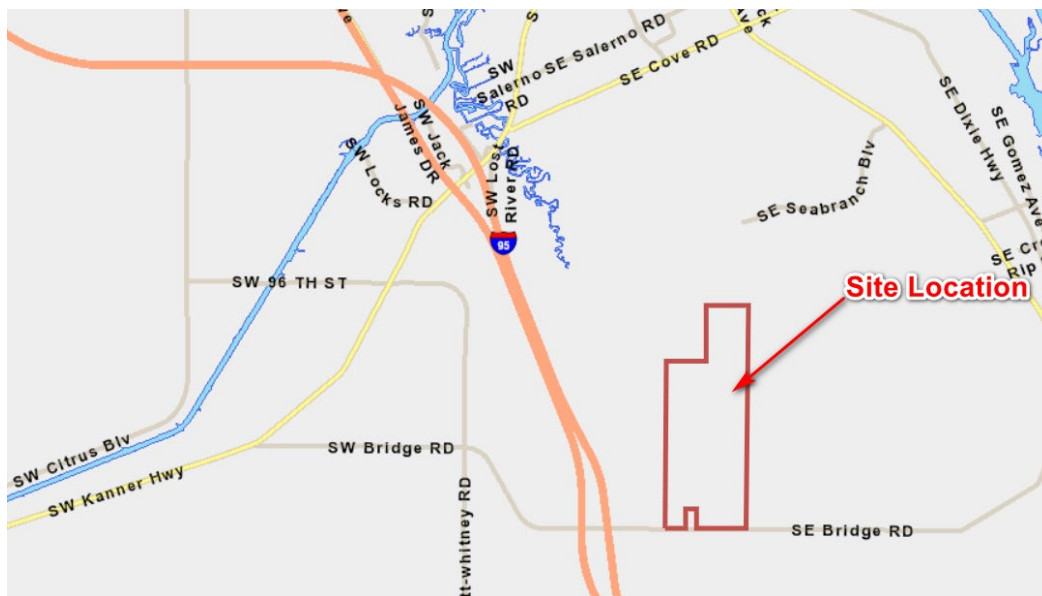 SE Salerno RD
SE Cove RD
SW
Salerno
RD
SW Jack
James DR
SW Locks RD
SW Lost
River RD
SE Dixie Hwy
SE Gomez Ave
SE Seabranch Blv
95
SW 96 TH ST
Site Location
SW Bridge RD
SW Citrus Blv
SW Kanner Hwy
SE Bridge RD